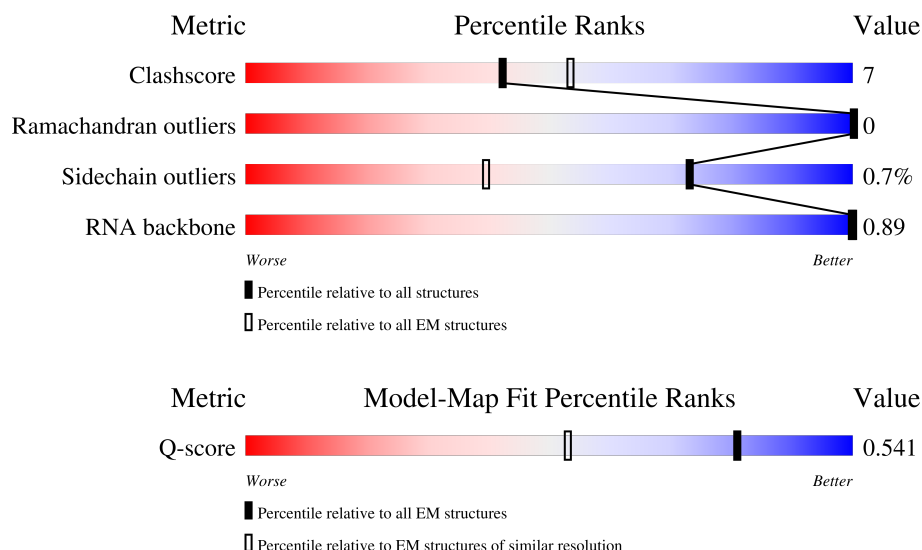 Metric Percentile Ranks Value
Clashscore 7
Ramachandran outliers 0
Sidechain outliers 0.7%
RNA backbone 0.89
Worse Better
Percentile relative to all structures
Percentile relative to all EM structures
Metric Model-Map Fit Percentile Ranks Value
Q-score 0.541
Worse Better
Percentile relative to all EM structures
Percentile relative to EM structures of similar resolution